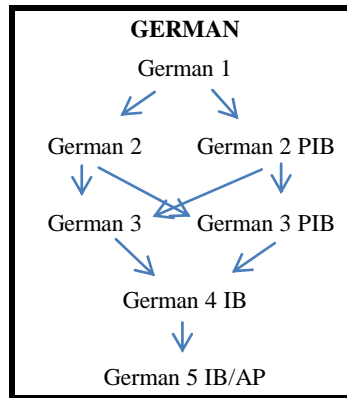 GERMAN
German 1
German 2 German 2 PIB
German 3 German 3 PIB
German 4 IB
German 5 IB/AP